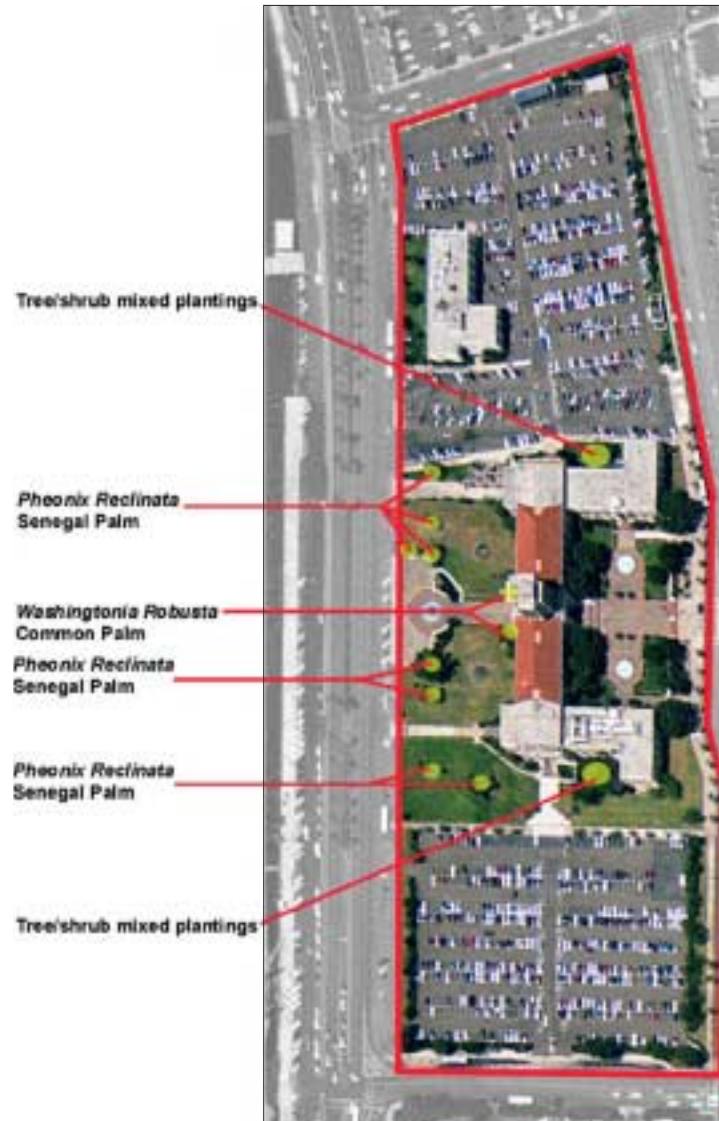 Tree/shrub mixed plantings
Pheonix Reclinata
Senegal Palm
Washingtonia Robusta
Common Palm
Pheonix Reclinata
Senegal Palm
Pheonix Reclinata
Senegal Palm
Tree/shrub mixed plantings